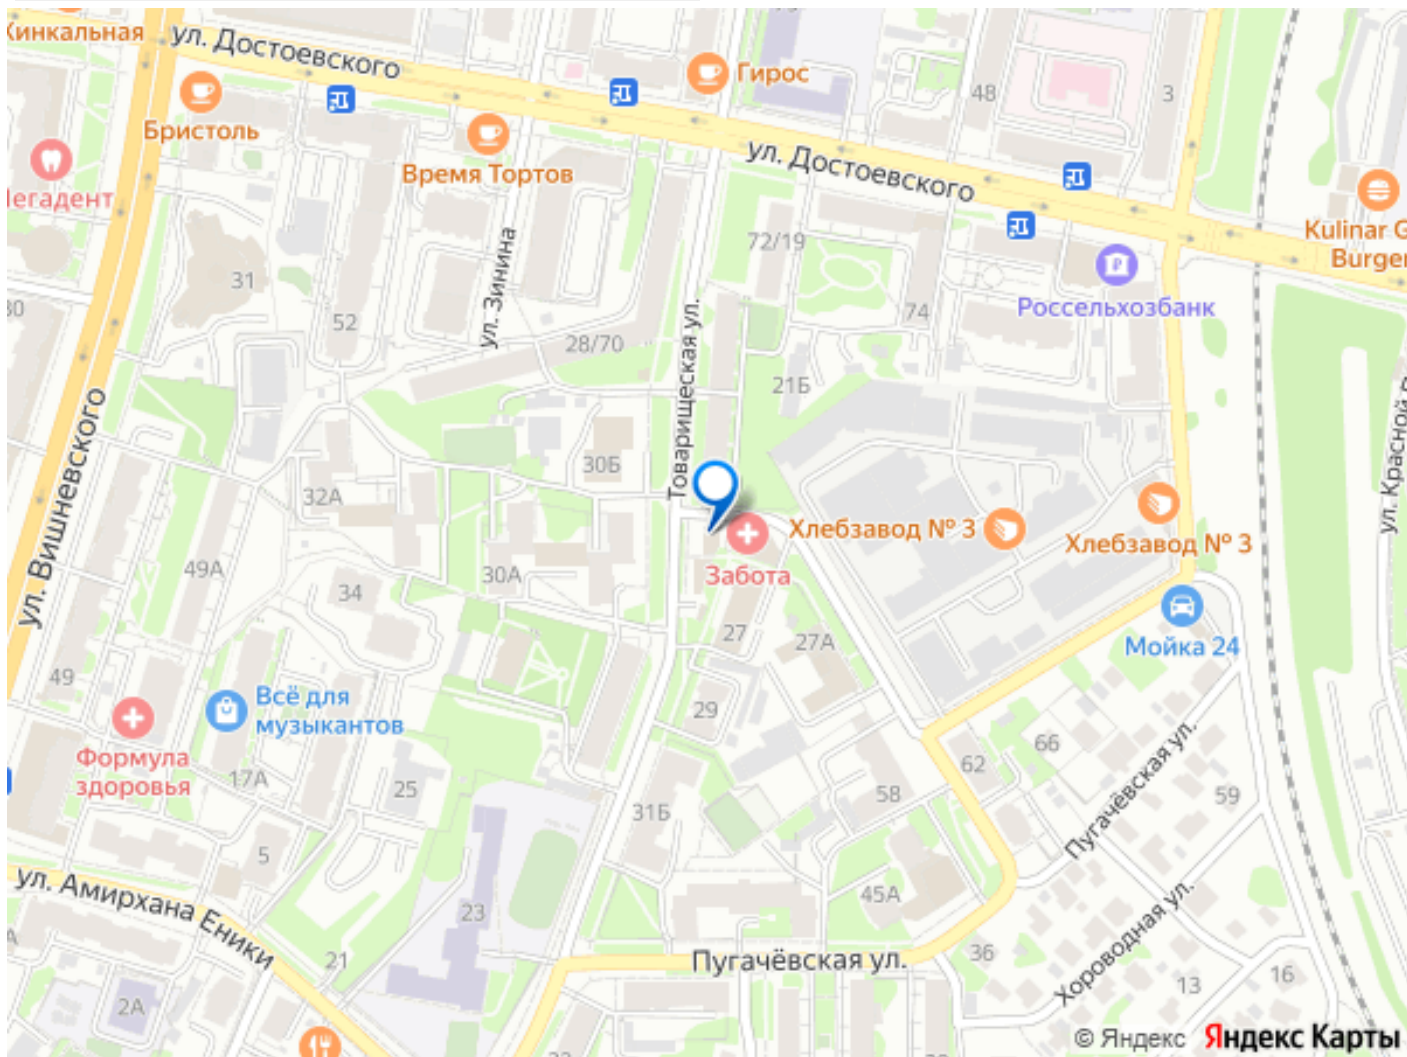 Кинкальная
ул. Достоевского
Гирос
48
3
Бристоль
Время Тортов
ул. Достоевского
Kulinar G
Burger
72/19
ул. Зинина
31
30
52
28/70
74
Россельхозбанк
Товарищеская ул.
21Б
ул. Вишневского
30Б
32А
ул. Красной
Хлебзавод № 3
Хлебзавод № 3
49А
30А
34
Забота
27
27А
Мойка 24
49
Всё для
музыкантов
29
66
62
Пугачёвская ул.
Формула
здоровья
17А
25
31Б
58
59
5
ул. Амирхана Еники
45А
23
21
Пугачёвская ул.
36
Хороводная ул.
16
13
2А
© Яндекс Яндекс Карты